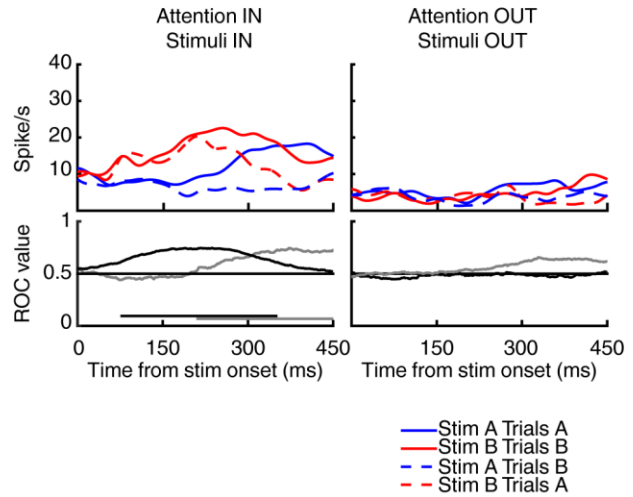 Attention IN
Stimuli IN
Attention OUT
Stimuli OUT
40
30
20
10
Spike/s
1
0.5
0
ROC value
0 150 300 450
Time from stim onset (ms)
0 150 300 450
Time from stim onset (ms)
Stim A Trials A
Stim B Trials B
Stim A Trials B
Stim B Trials A